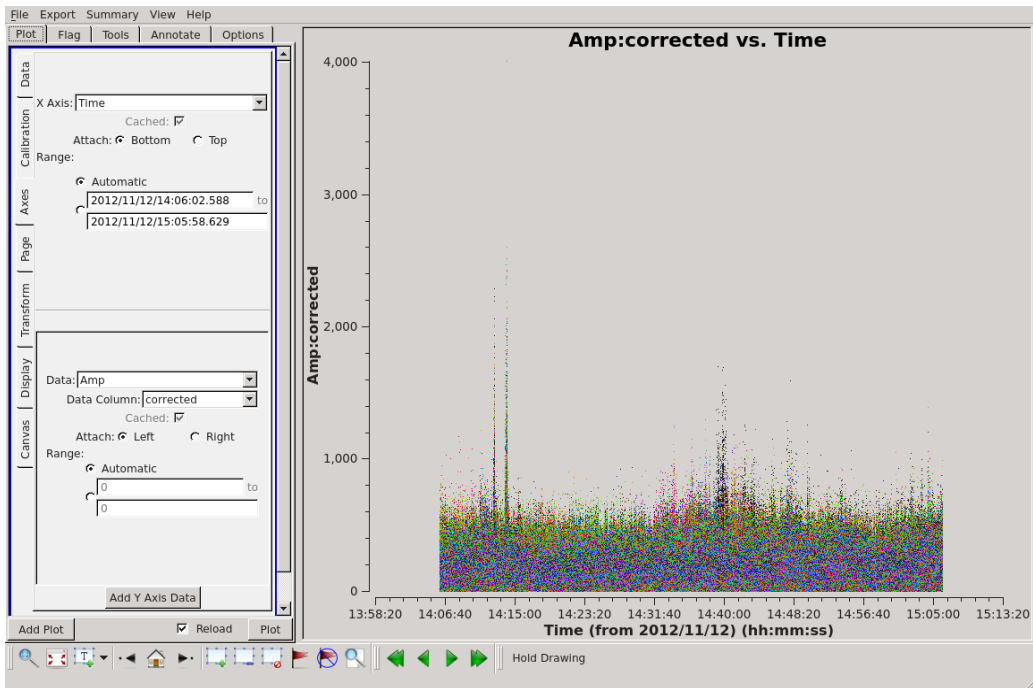 File Export Summary View Help
Plot Flag Tools Annotate Options
Data
Calibration
Axes
Page
Transform
Display
Canvas
X Axis: Time
Cached:
Attach: Bottom Top
Range:
Automatic
2012/11/12/14:06:02.588 to
2012/11/12/15:05:58.629
Data: Amp
Data Column: corrected
Cached:
Attach: Left Right
Range:
Automatic
0 to
0
Add Y Axis Data
Add Plot Reload Plot
Amp:corrected vs. Time
Amp:corrected
4,000
3,000
2,000
1,000
0
13:58:20 14:06:40 14:15:00 14:23:20 14:31:40 14:40:00 14:48:20 14:56:40 15:05:00 15:13:20
Time (from 2012/11/12) (hh:mm:ss)
T
Hold Drawing